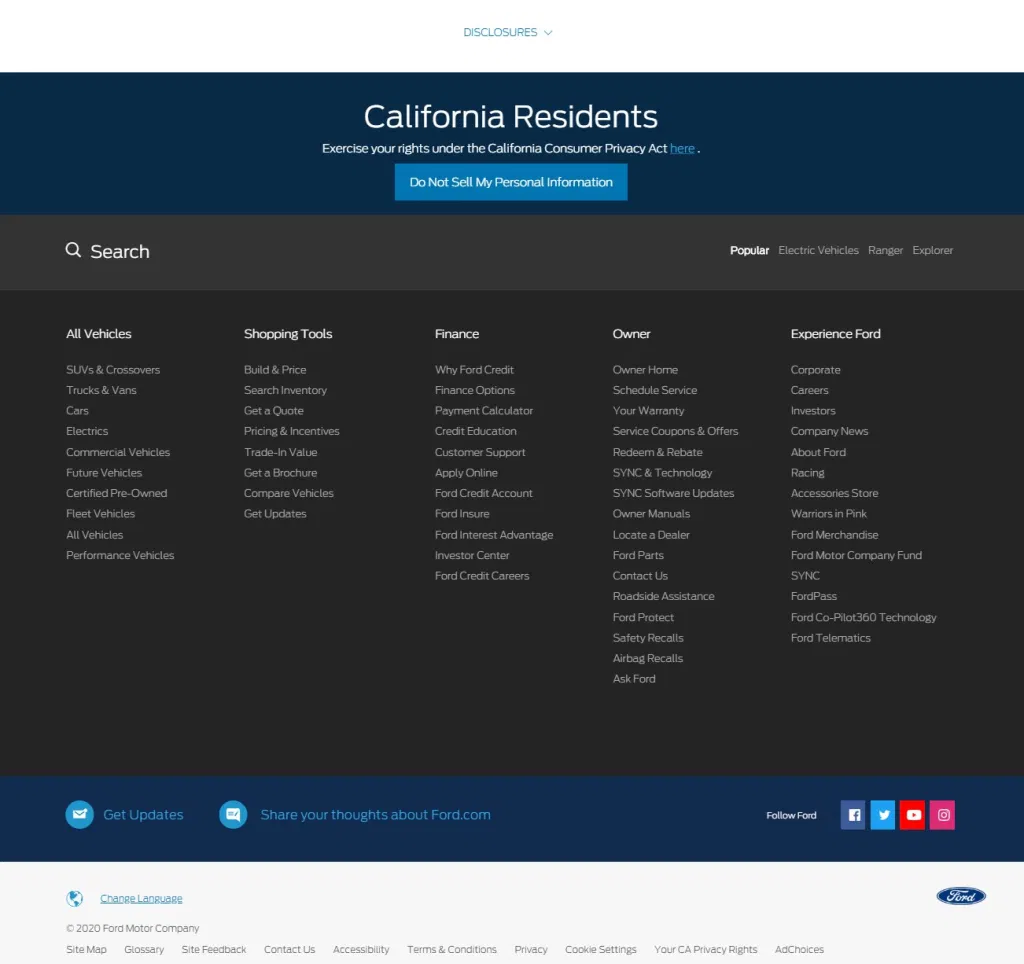 DISCLOSURES
California Residents
Exercise your rights under the California Consumer Privacy Act here .
Do Not Sell My Personal Information
Search
Popular Electric Vehicles Ranger Explorer
All Vehicles
SUVs & Crossovers
Trucks & Vans
Cars
Electrics
Commercial Vehicles
Future Vehicles
Certified Pre-Owned
Fleet Vehicles
All Vehicles
Performance Vehicles
Shopping Tools
Build & Price
Search Inventory
Get a Quote
Pricing & Incentives
Trade-In Value
Get a Brochure
Compare Vehicles
Get Updates
Finance
Why Ford Credit
Finance Options
Payment Calculator
Credit Education
Customer Support
Apply Online
Ford Credit Account
Ford Insure
Ford Interest Advantage
Investor Center
Ford Credit Careers
Owner
Owner Home
Schedule Service
Your Warranty
Service Coupons & Offers
Redeem & Rebate
SYNC & Technology
SYNC Software Updates
Owner Manuals
Locate a Dealer
Ford Parts
Contact Us
Roadside Assistance
Ford Protect
Safety Recalls
Airbag Recalls
Ask Ford
Experience Ford
Corporate
Careers
Investors
Company News
About Ford
Racing
Accessories Store
Warriors in Pink
Ford Merchandise
Ford Motor Company Fund
SYNC
FordPass
Ford Co-Pilot360 Technology
Ford Telematics
Get Updates Share your thoughts about Ford.com Follow Ford
Change Language
Ford
© 2020 Ford Motor Company
Site Map Glossary Site Feedback Contact Us Accessibility Terms & Conditions Privacy Cookie Settings Your CA Privacy Rights AdChoices